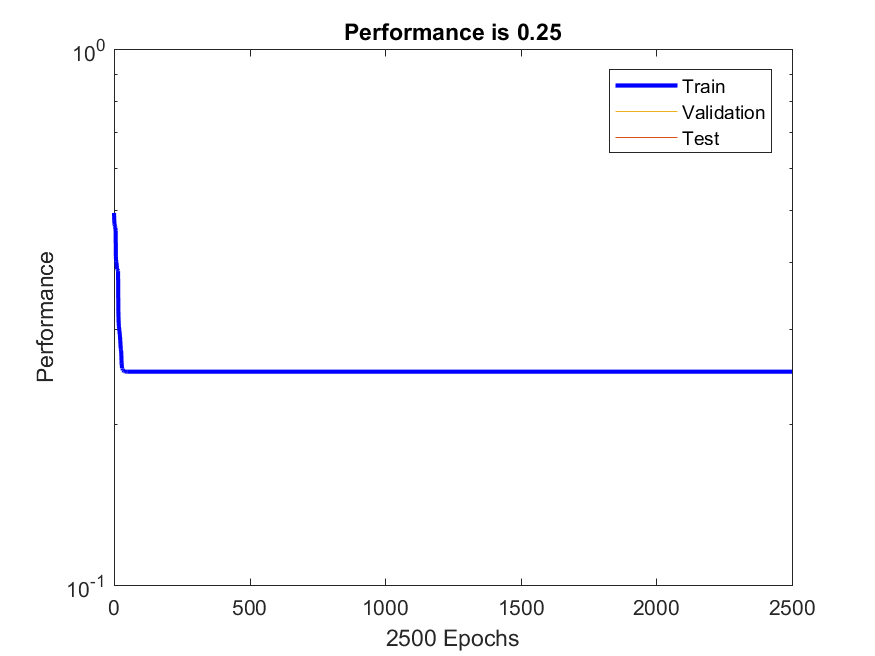 Performance is 0.25
10^0
Train
Validation
Test
Performance
10^-1
0 500 1000 1500 2000 2500
2500 Epochs